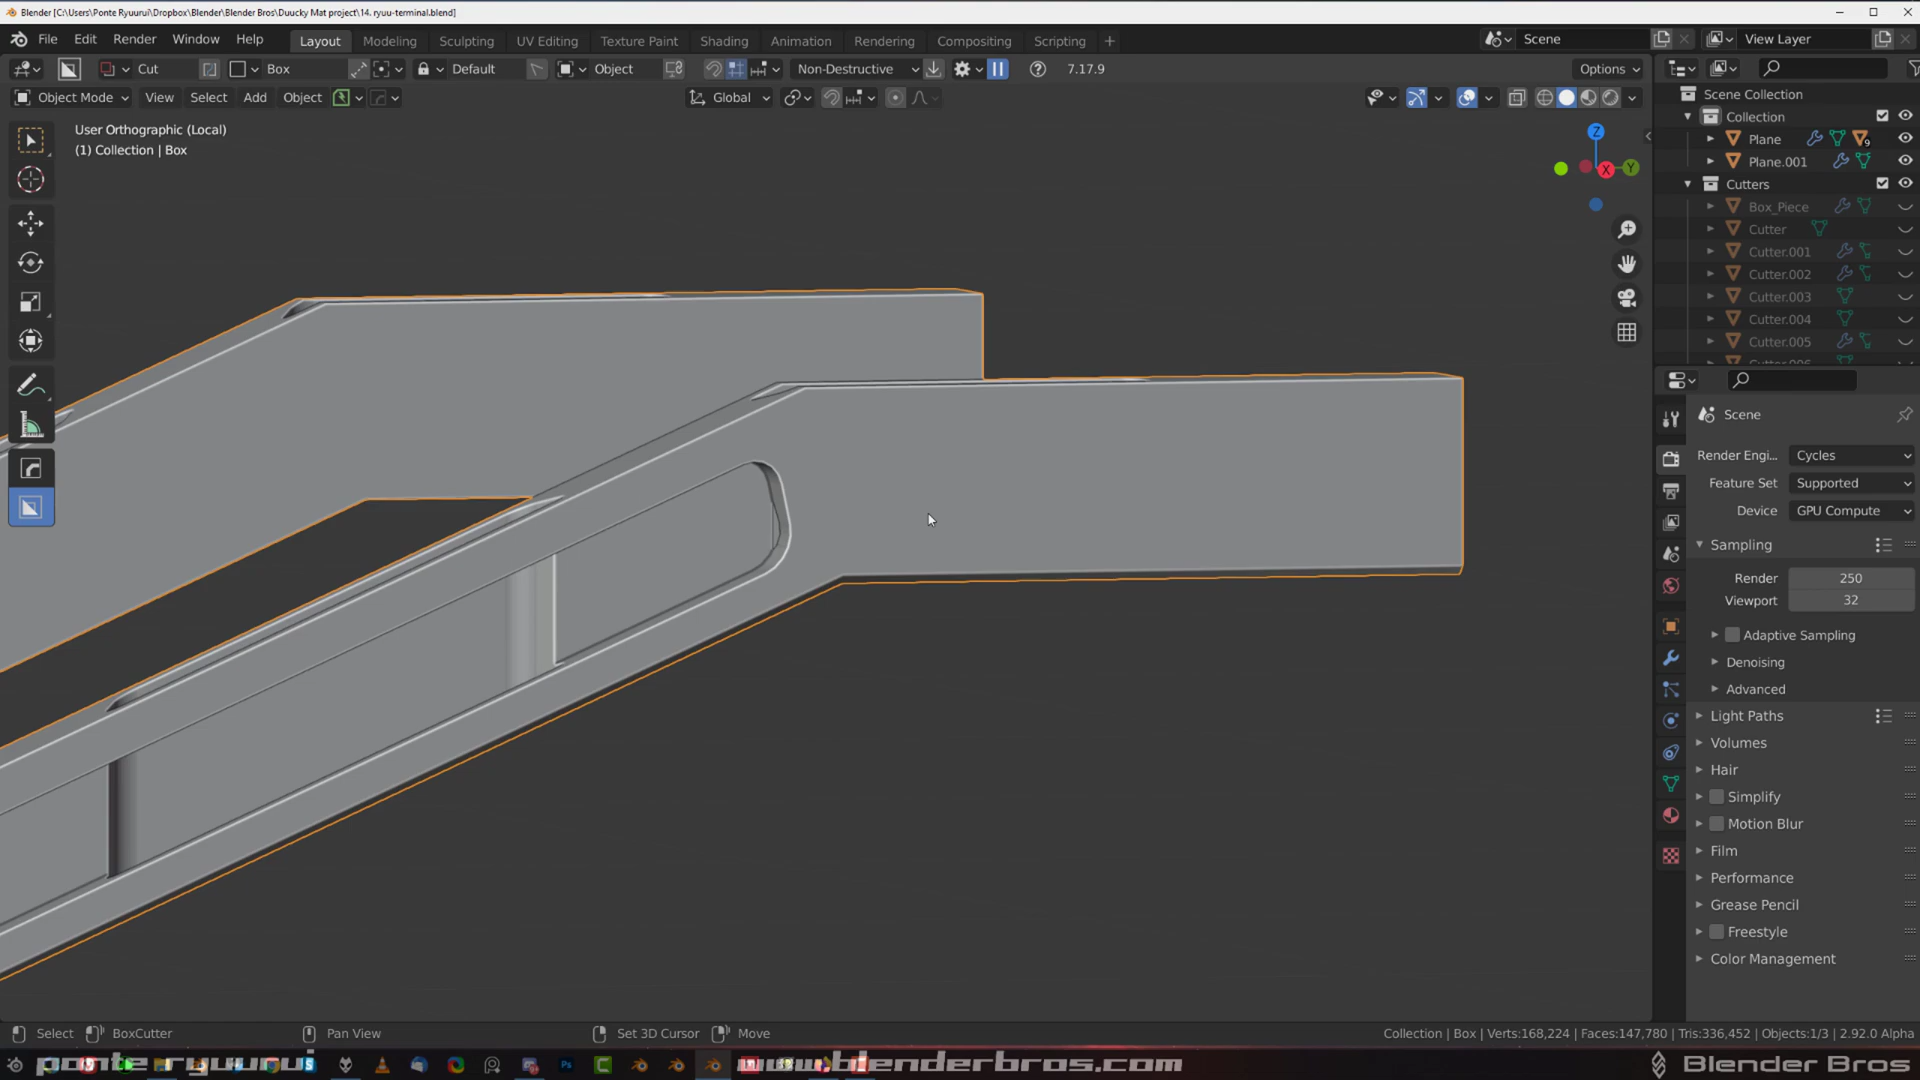 Blender [C:\Users\Ponte Ryuurui\Dropbox\Blender\Blender Bros\Duucky Mat project\14. ryuu-terminal.blend]
File Edit Render Window Help Layout Modeling Sculpting UV Editing Texture Paint Shading Animation Rendering Compositing Scripting + Scene View Layer
Cut Box Default Object Non-Destructive 7.17.9 Options
Object Mode View Select Add Object Global
Scene Collection
Collection
Plane 9
Plane.001
Cutters
Box_Piece
Cutter
Cutter.001
Cutter.002
Cutter.003
Cutter.004
Cutter.005
User Orthographic (Local)
(1) Collection | Box
Z
X
Y
Scene
Render Engi... Cycles
Feature Set Supported
Device GPU Compute
Sampling
Render 250
Viewport 32
Adaptive Sampling
Denoising
Advanced
Light Paths
Volumes
Hair
Simplify
Motion Blur
Film
Performance
Grease Pencil
Freestyle
Color Management
Select BoxCutter Pan View Set 3D Cursor Move Collection | Box | Verts:168,224 | Faces:147,780 | Tris:336,452 | Objects:1/3 | 2.92.0 Alpha
ponte ryuurui www.blenderbros.com Blender Bros